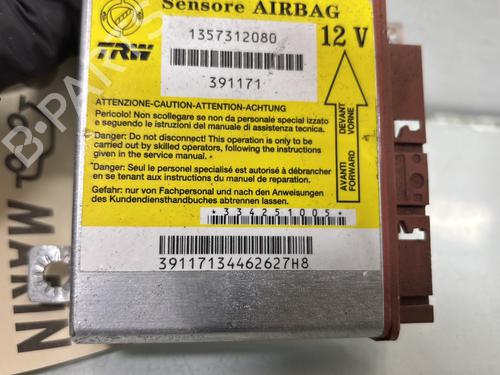 Sensore AIRBAG
TRW
1357312080
12 V
391171
ATTENZIONE-CAUTION-ATTENTION-ACHTUNG
Pericolo! Non scollegare se non da personale special izzato
e seguendo le istruzioni del manuale di assistenza tecnica.
Danger: Do not disconnect! This operation is only to be
carried out by skilled operators, following the instructions
given in the service manual.
Danger: Seul le personel specialisé est autorisé à débrancher
en se tenant aux instructions du manuel de reparation.
Gefahr: nur von Fachpersonal und nach den Anweisungen
des Kundendiensthandbuches abtrennen lassen.
DEVANT
VORNE
AVANTI
FORWARD
*334251005*
39117134462627H8
MAKIN
B-PARTS